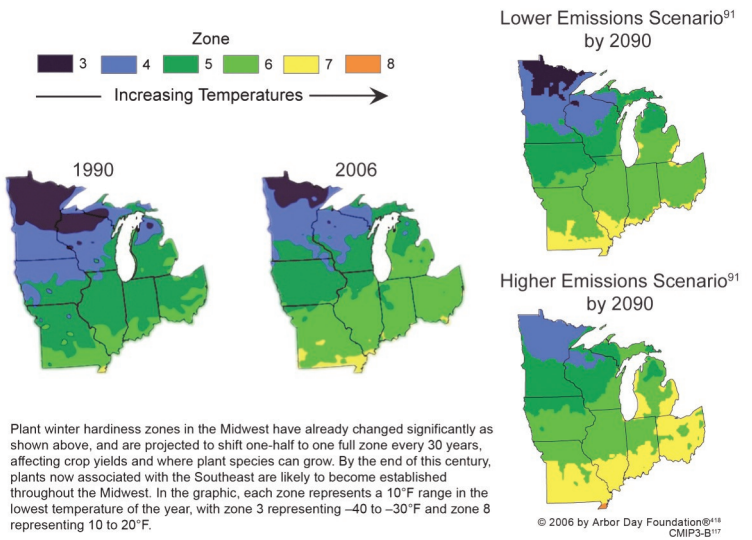 Zone
3 4 5 6 7 8
Increasing Temperatures
1990
2006
Lower Emissions Scenario⁹¹
by 2090
Higher Emissions Scenario⁹¹
by 2090
Plant winter hardiness zones in the Midwest have already changed significantly as
shown above, and are projected to shift one-half to one full zone every 30 years,
affecting crop yields and where plant species can grow. By the end of this century,
plants now associated with the Southeast are likely to become established
throughout the Midwest. In the graphic, each zone represents a 10°F range in the
lowest temperature of the year, with zone 3 representing –40 to –30°F and zone 8
representing 10 to 20°F.
© 2006 by Arbor Day Foundation®⁴¹⁸
CMIP3-B¹¹⁷